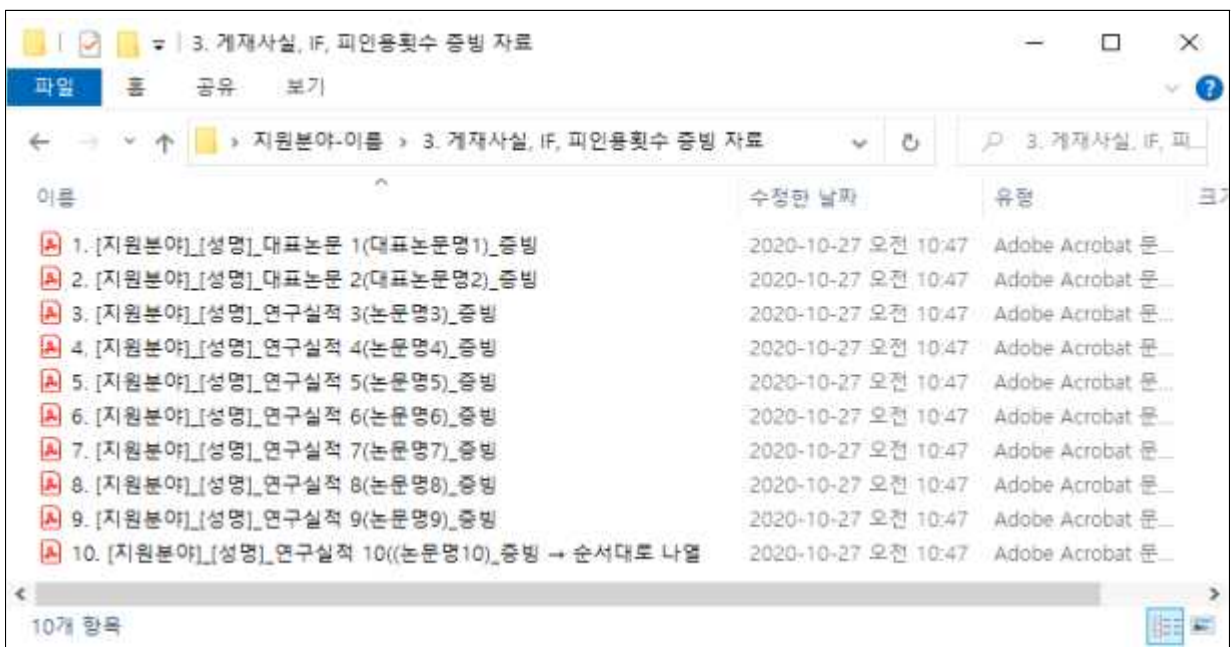 3. 게재사실, IF, 피인용횟수 증빙 자료
파일 홈 공유 보기
지원분야-이름 › 3. 게재사실, IF, 피인용횟수 증빙 자료 3. 게재사실, IF, 피...
이름 수정한 날짜 유형 크기
1. [지원분야]_[성명]_대표논문 1(대표논문명1)_증빙 2020-10-27 오전 10:47 Adobe Acrobat 문...
2. [지원분야]_[성명]_대표논문 2(대표논문명2)_증빙 2020-10-27 오전 10:47 Adobe Acrobat 문...
3. [지원분야]_[성명]_연구실적 3(논문명3)_증빙 2020-10-27 오전 10:47 Adobe Acrobat 문...
4. [지원분야]_[성명]_연구실적 4(논문명4)_증빙 2020-10-27 오전 10:47 Adobe Acrobat 문...
5. [지원분야]_[성명]_연구실적 5(논문명5)_증빙 2020-10-27 오전 10:47 Adobe Acrobat 문...
6. [지원분야]_[성명]_연구실적 6(논문명6)_증빙 2020-10-27 오전 10:47 Adobe Acrobat 문...
7. [지원분야]_[성명]_연구실적 7(논문명7)_증빙 2020-10-27 오전 10:47 Adobe Acrobat 문...
8. [지원분야]_[성명]_연구실적 8(논문명8)_증빙 2020-10-27 오전 10:47 Adobe Acrobat 문...
9. [지원분야]_[성명]_연구실적 9(논문명9)_증빙 2020-10-27 오전 10:47 Adobe Acrobat 문...
10. [지원분야]_[성명]_연구실적 10((논문명10)_증빙 → 순서대로 나열 2020-10-27 오전 10:47 Adobe Acrobat 문...
10개 항목